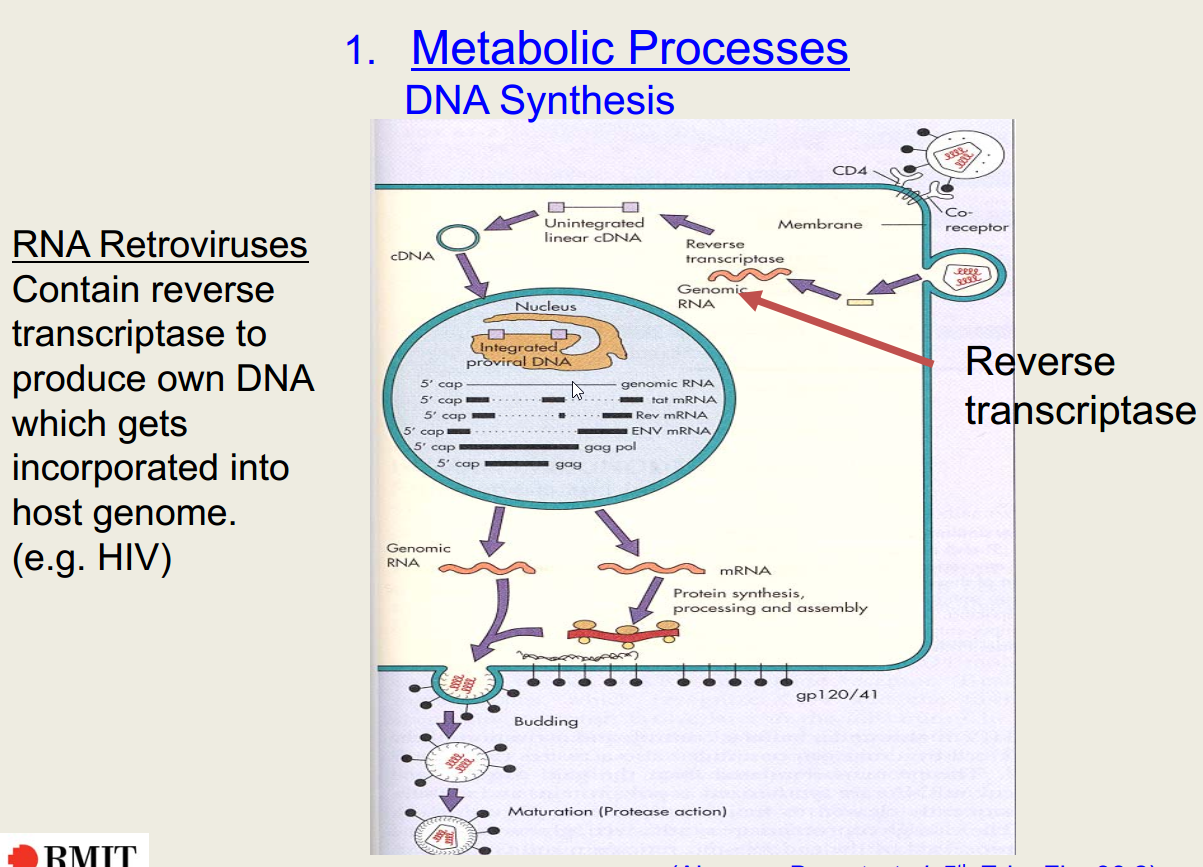 1. Metabolic Processes
DNA Synthesis
RNA Retroviruses
Contain reverse
transcriptase to
produce own DNA
which gets
incorporated into
host genome.
(e.g. HIV)
CD4
Co-
receptor
Membrane
Unintegrated
linear cDNA
Reverse
transcriptase
cDNA
Genomic
RNA
Nucleus
Integrated
proviral DNA
5' cap genomic RNA
5' cap tat mRNA
5' cap Rev mRNA
5' cap ENV mRNA
5' cap gag pol
5' cap gag
Reverse
transcriptase
Genomic
RNA
mRNA
Protein synthesis,
processing and assembly
gp120/41
Budding
Maturation (Protease action)
RMIT